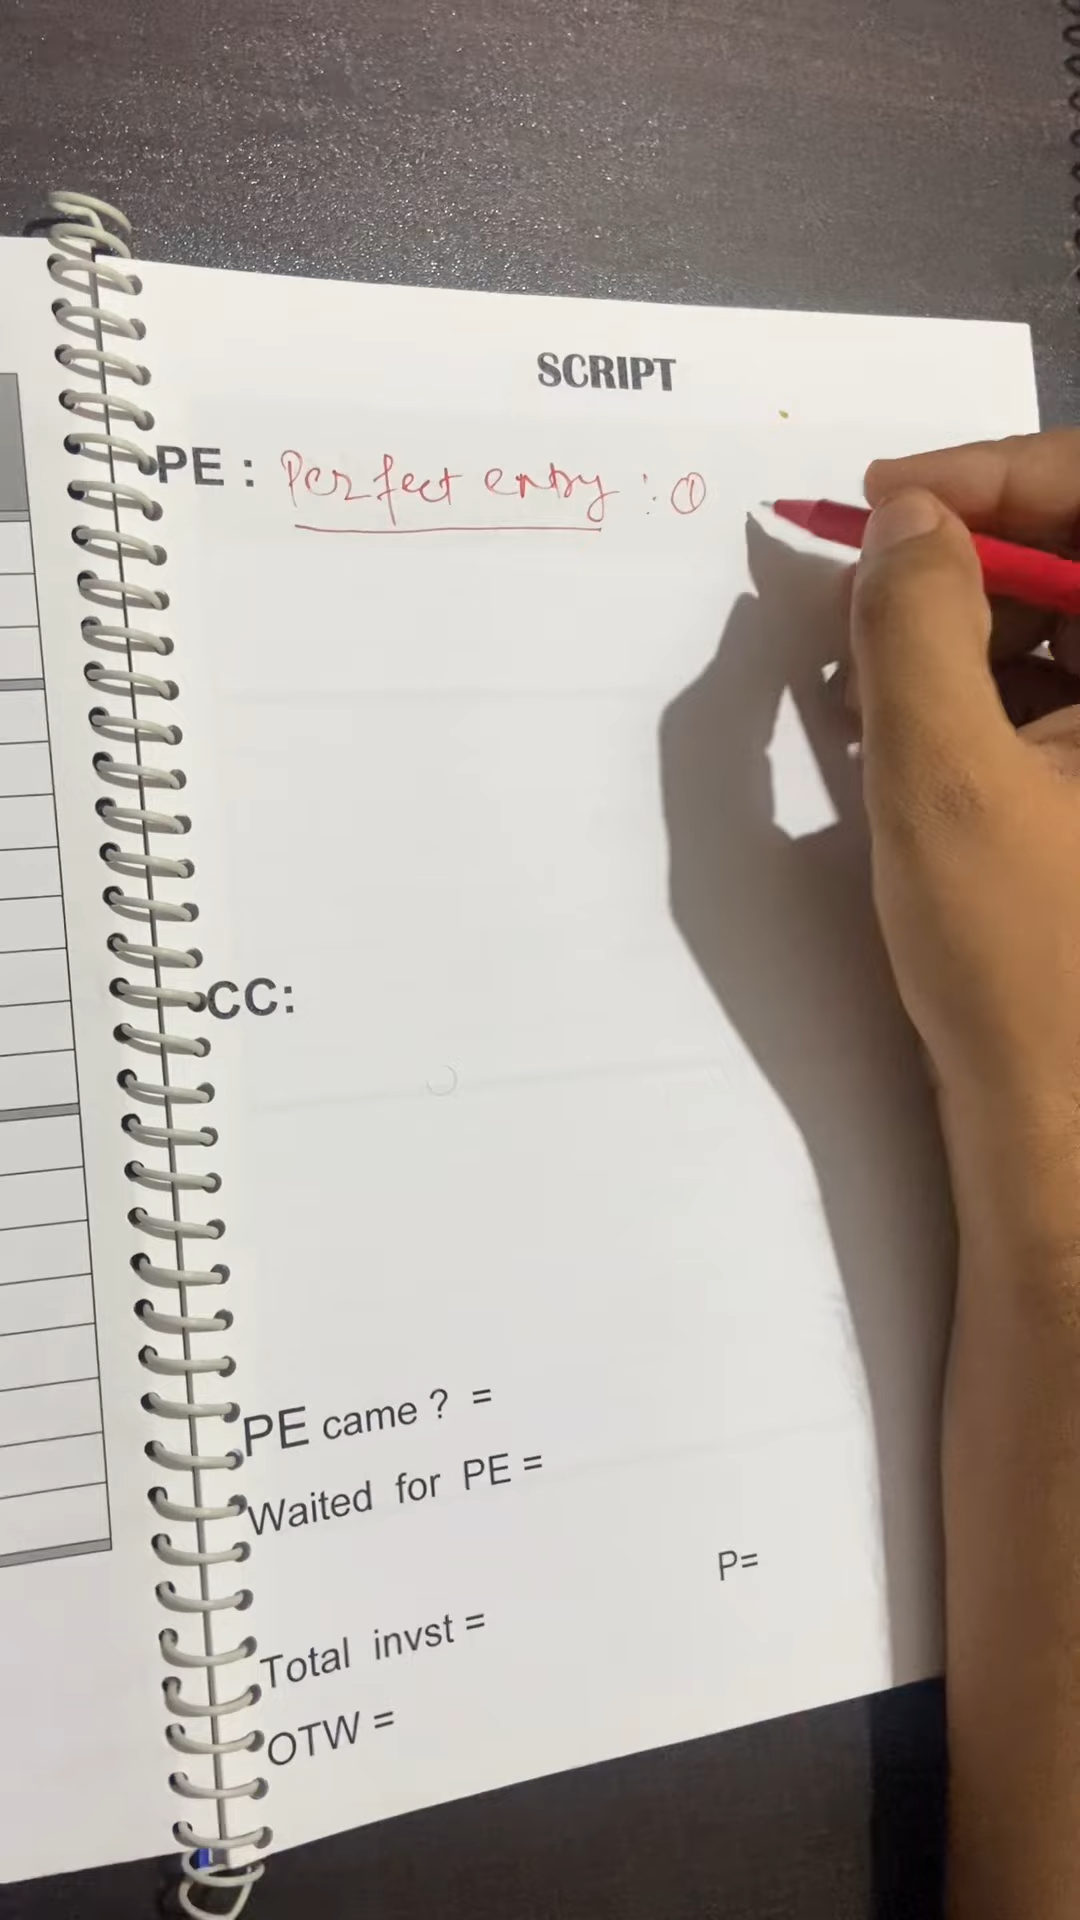 SCRIPT
PE : Perfect entry : ①
CC:
PE came ? =
Waited for PE =
P=
Total invst =
OTW =